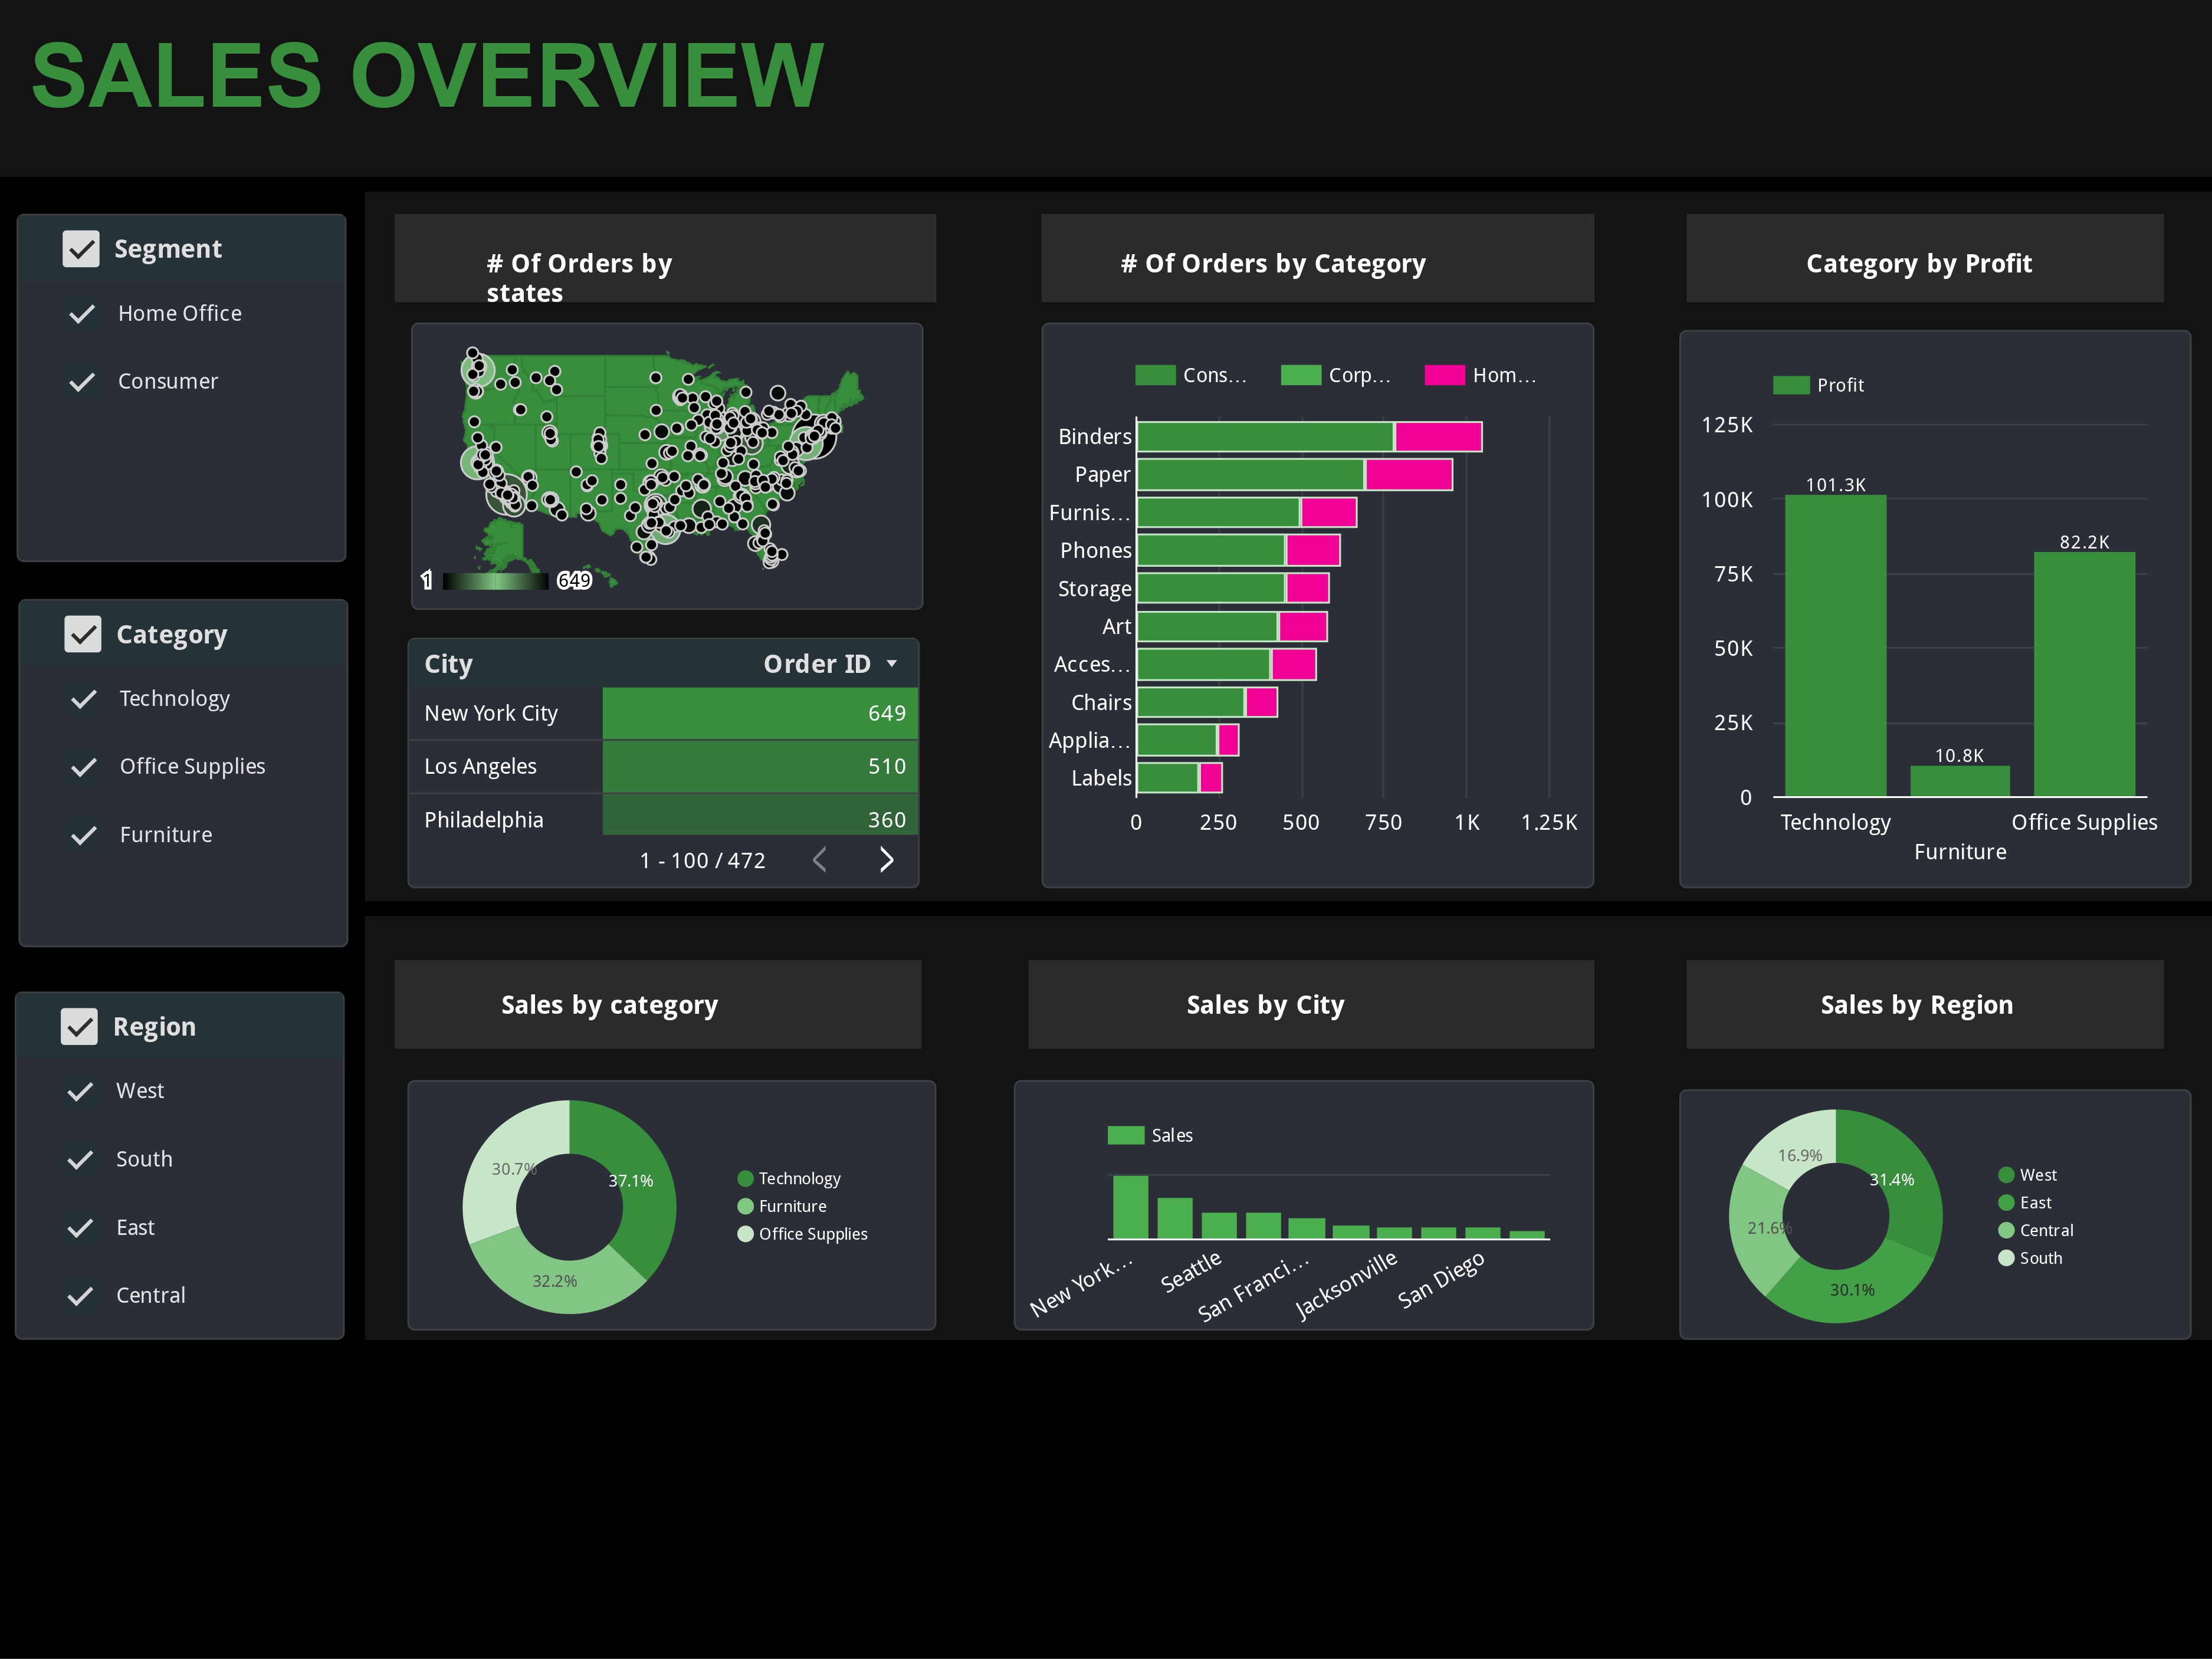 SALES OVERVIEW
Segment
Home Office
Consumer
Category
Technology
Office Supplies
Furniture
Region
West
South
East
Central
# Of Orders by
states
1
649
City Order ID
New York City 649
Los Angeles 510
Philadelphia 360
1 - 100 / 472
# Of Orders by Category
Cons... Corp... Hom...
Binders
Paper
Furnis...
Phones
Storage
Art
Acces...
Chairs
Applia...
Labels
0 250 500 750 1K 1.25K
Category by Profit
Profit
125K
100K
75K
50K
25K
0
101.3K
10.8K
82.2K
Technology
Furniture
Office Supplies
Sales by category
30.7%
37.1%
32.2%
Technology
Furniture
Office Supplies
Sales by City
Sales
New York...
Seattle
San Franci...
Jacksonville
San Diego
Sales by Region
16.9%
31.4%
21.6%
30.1%
West
East
Central
South